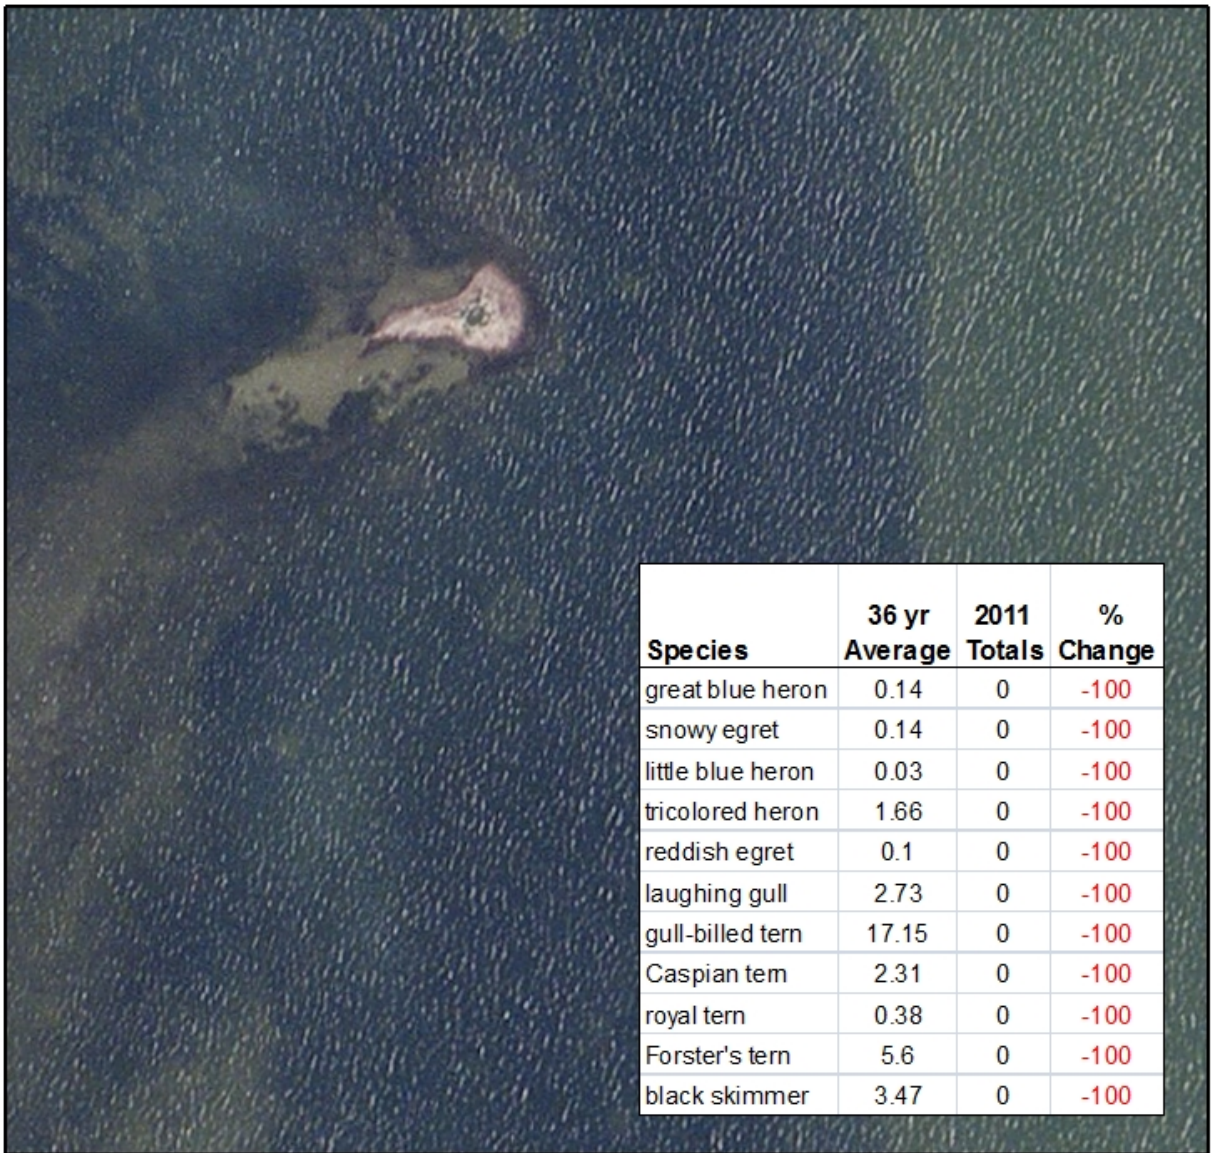 36 yr 2011 %
Species Average Totals Change
great blue heron 0.14 0 -100
snowy egret 0.14 0 -100
little blue heron 0.03 0 -100
tricolored heron 1.66 0 -100
reddish egret 0.1 0 -100
laughing gull 2.73 0 -100
gull-billed tern 17.15 0 -100
Caspian tern 2.31 0 -100
royal tern 0.38 0 -100
Forster's tern 5.6 0 -100
black skimmer 3.47 0 -100